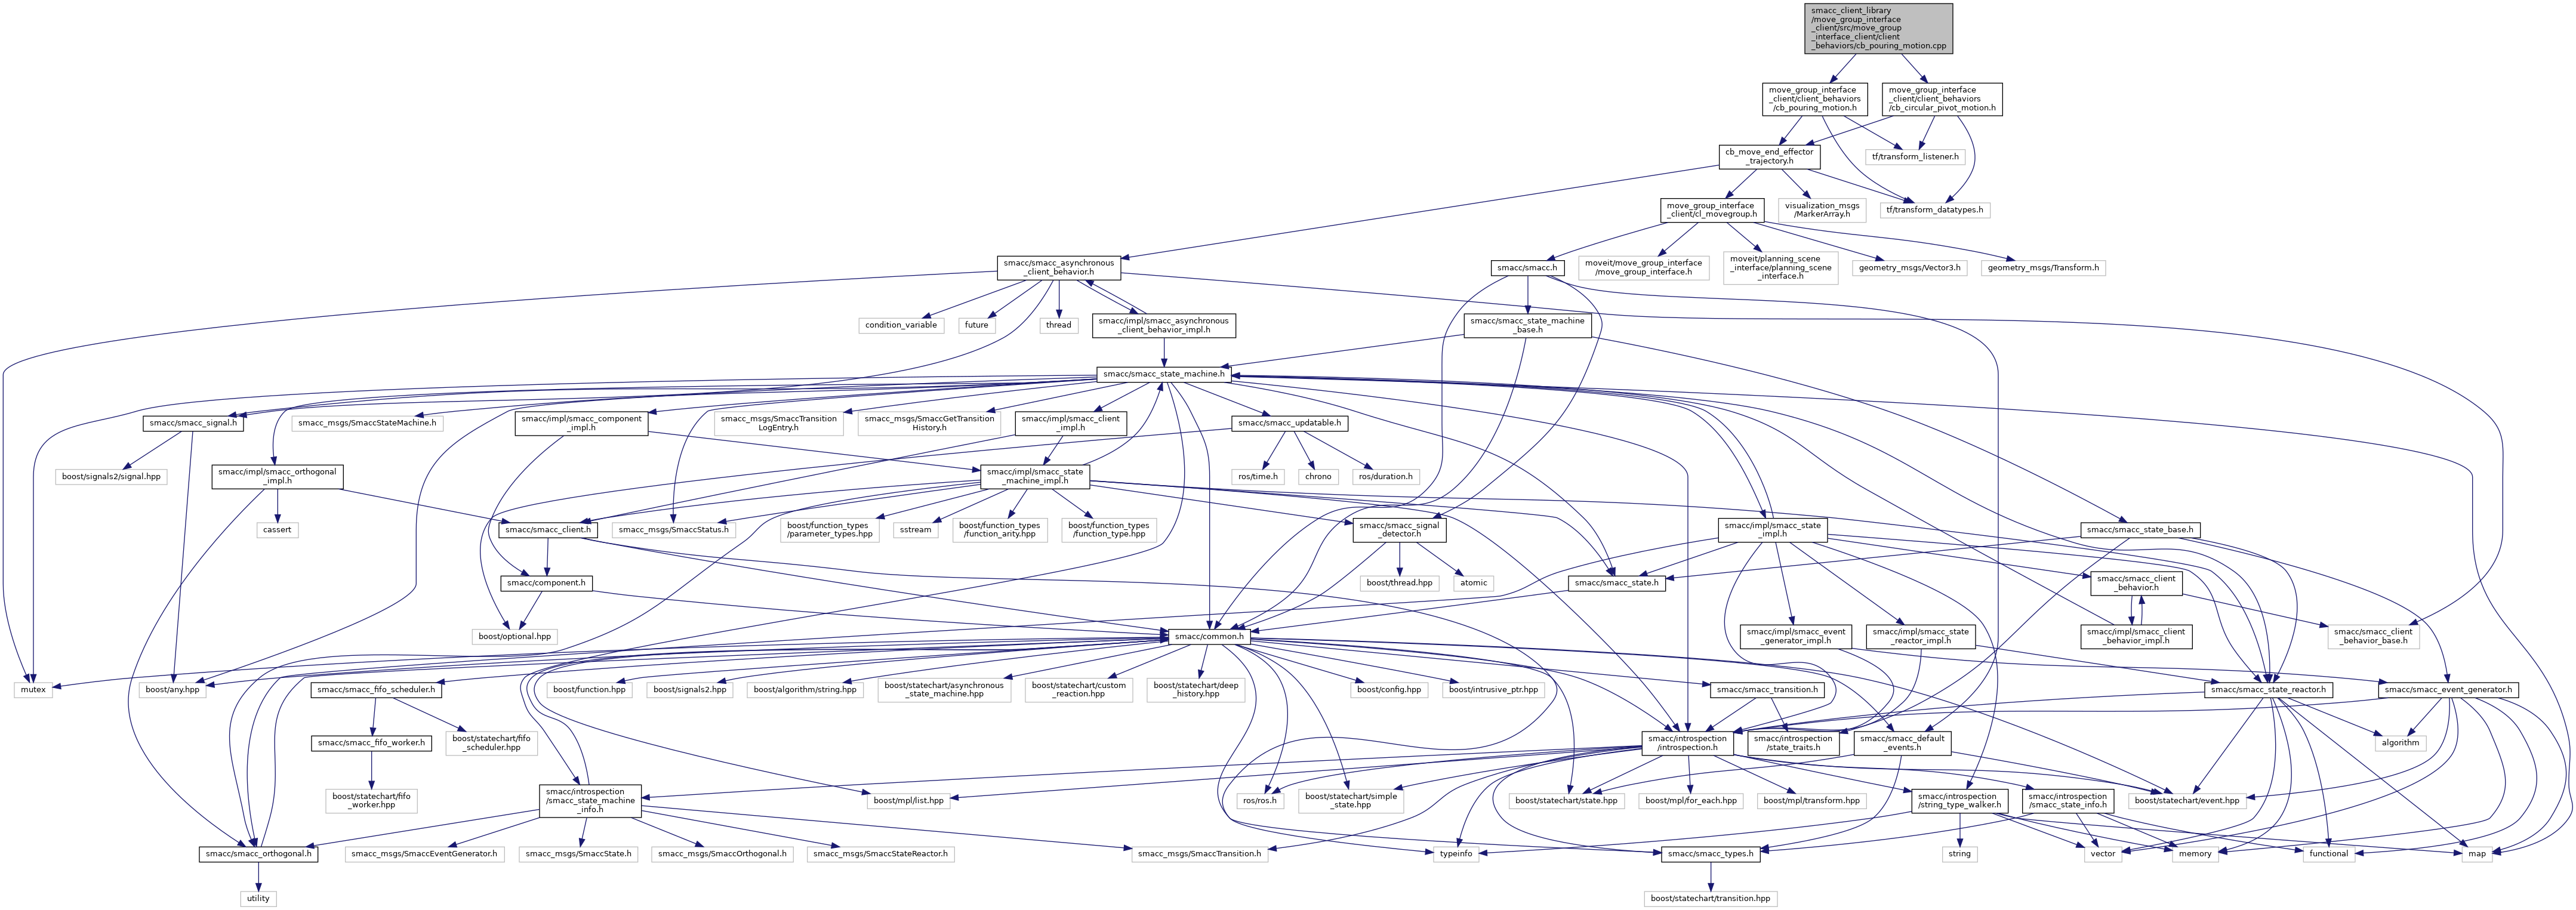 smacc_client_library
/move_group_interface
_client/src/move_group
_interface_client/client
_behaviors/cb_pouring_motion.cpp
move_group_interface
_client/client_behaviors
/cb_pouring_motion.h
move_group_interface
_client/client_behaviors
/cb_circular_pivot_motion.h
cb_move_end_effector
_trajectory.h
tf/transform_listener.h
move_group_interface
_client/cl_movegroup.h
visualization_msgs
/MarkerArray.h
tf/transform_datatypes.h
smacc/smacc_asynchronous
_client_behavior.h
smacc/smacc.h
moveit/move_group_interface
/move_group_interface.h
moveit/planning_scene
_interface/planning_scene
_interface.h
geometry_msgs/Vector3.h
geometry_msgs/Transform.h
condition_variable
future
thread
smacc/impl/smacc_asynchronous
_client_behavior_impl.h
smacc/smacc_state_machine
_base.h
smacc/smacc_state_machine.h
smacc/smacc_signal.h
smacc_msgs/SmaccStateMachine.h
smacc/impl/smacc_component
_impl.h
smacc_msgs/SmaccTransition
LogEntry.h
smacc_msgs/SmaccGetTransition
History.h
smacc/impl/smacc_client
_impl.h
smacc/smacc_updatable.h
boost/signals2/signal.hpp
smacc/impl/smacc_orthogonal
_impl.h
smacc/impl/smacc_state
_machine_impl.h
ros/time.h
chrono
ros/duration.h
cassert
smacc/smacc_client.h
smacc_msgs/SmaccStatus.h
boost/function_types
/parameter_types.hpp
sstream
boost/function_types
/function_arity.hpp
boost/function_types
/function_type.hpp
smacc/smacc_signal
_detector.h
smacc/impl/smacc_state
_impl.h
smacc/smacc_state_base.h
smacc/component.h
boost/thread.hpp
atomic
smacc/smacc_state.h
smacc/smacc_client
_behavior.h
boost/optional.hpp
smacc/common.h
smacc/impl/smacc_event
_generator_impl.h
smacc/impl/smacc_state
_reactor_impl.h
smacc/impl/smacc_client
_behavior_impl.h
smacc/smacc_client
_behavior_base.h
mutex
boost/any.hpp
smacc/smacc_fifo_scheduler.h
boost/function.hpp
boost/signals2.hpp
boost/algorithm/string.hpp
boost/statechart/asynchronous
_state_machine.hpp
boost/statechart/custom
_reaction.hpp
boost/statechart/deep
_history.hpp
boost/config.hpp
boost/intrusive_ptr.hpp
smacc/smacc_transition.h
smacc/smacc_state_reactor.h
smacc/smacc_event_generator.h
smacc/smacc_fifo_worker.h
boost/statechart/fifo
_scheduler.hpp
smacc/introspection
/introspection.h
smacc/introspection
/state_traits.h
smacc/smacc_default
_events.h
algorithm
boost/statechart/fifo
_worker.hpp
smacc/introspection
/smacc_state_machine
_info.h
boost/mpl/list.hpp
ros/ros.h
boost/statechart/simple
_state.hpp
boost/statechart/state.hpp
boost/mpl/for_each.hpp
boost/mpl/transform.hpp
smacc/introspection
/string_type_walker.h
smacc/introspection
/smacc_state_info.h
boost/statechart/event.hpp
smacc/smacc_orthogonal.h
smacc_msgs/SmaccEventGenerator.h
smacc_msgs/SmaccState.h
smacc_msgs/SmaccOrthogonal.h
smacc_msgs/SmaccStateReactor.h
smacc_msgs/SmaccTransition.h
typeinfo
smacc/smacc_types.h
string
vector
memory
functional
map
utility
boost/statechart/transition.hpp